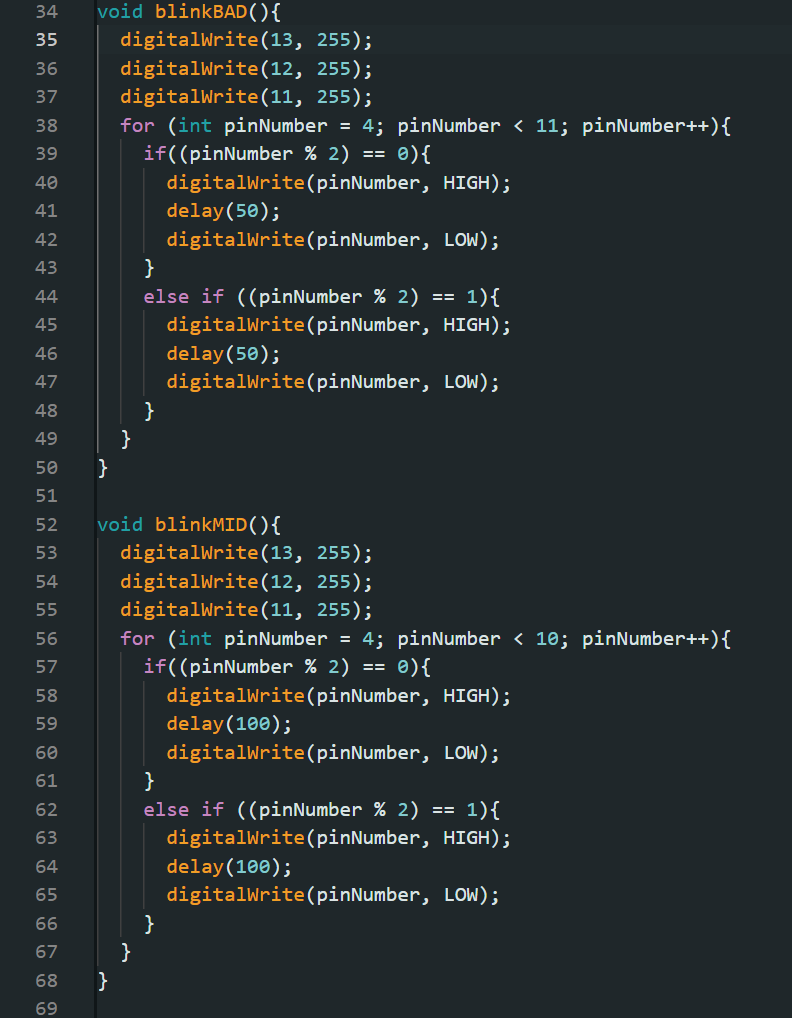 34 void blinkBAD(){
35   digitalWrite(13, 255);
36   digitalWrite(12, 255);
37   digitalWrite(11, 255);
38   for (int pinNumber = 4; pinNumber < 11; pinNumber++){
39     if((pinNumber % 2) == 0){
40       digitalWrite(pinNumber, HIGH);
41       delay(50);
42       digitalWrite(pinNumber, LOW);
43     }
44     else if ((pinNumber % 2) == 1){
45       digitalWrite(pinNumber, HIGH);
46       delay(50);
47       digitalWrite(pinNumber, LOW);
48     }
49   }
50 }
51
52 void blinkMID(){
53   digitalWrite(13, 255);
54   digitalWrite(12, 255);
55   digitalWrite(11, 255);
56   for (int pinNumber = 4; pinNumber < 10; pinNumber++){
57     if((pinNumber % 2) == 0){
58       digitalWrite(pinNumber, HIGH);
59       delay(100);
60       digitalWrite(pinNumber, LOW);
61     }
62     else if ((pinNumber % 2) == 1){
63       digitalWrite(pinNumber, HIGH);
64       delay(100);
65       digitalWrite(pinNumber, LOW);
66     }
67   }
68 }
69